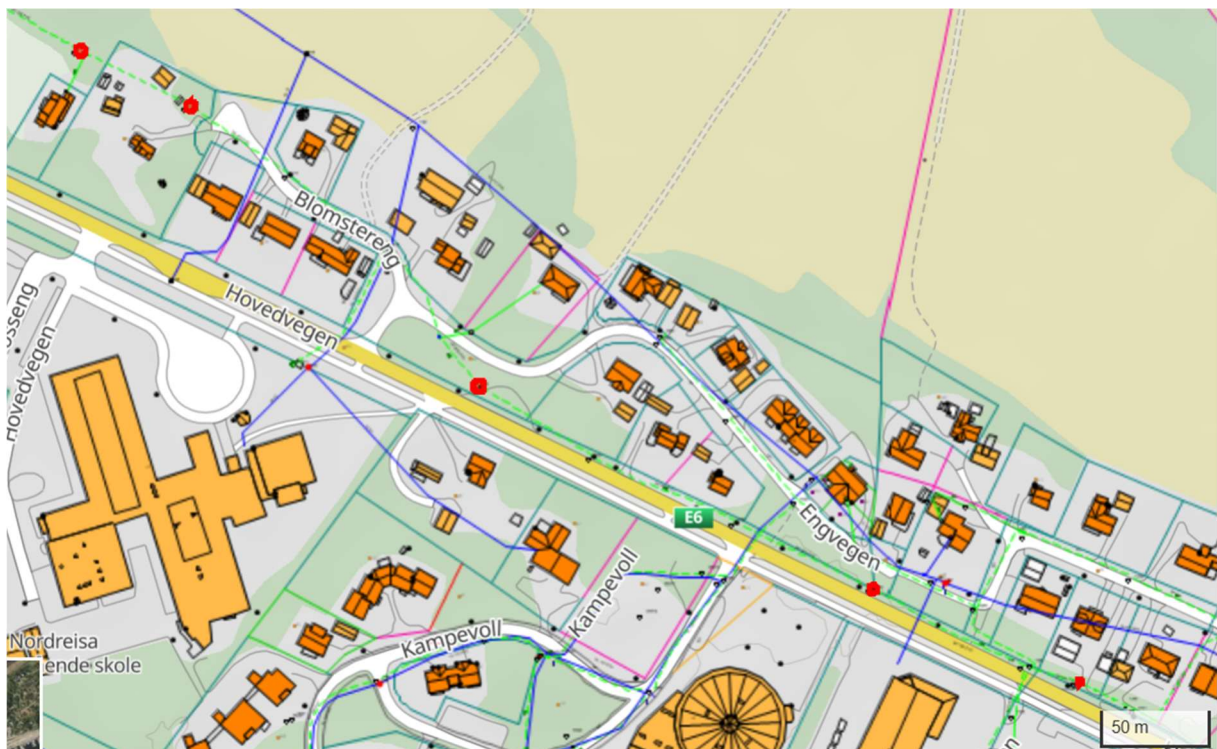 Blomstereng
Hovedvegen
Hovedvegen
E6
Engvegen
Kampevoll
Kampevoll
Nordreisa
ende skole
50 m